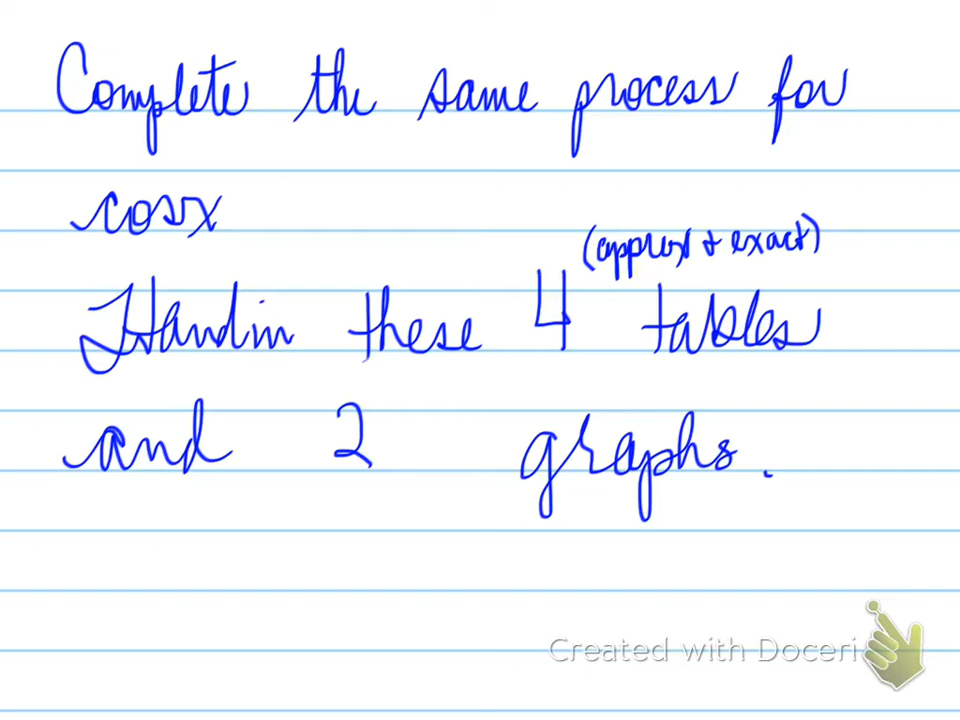 Complete the same process for
cosx
(approx + exact)
Handin these 4 tables
and 2 graphs.
Created with Doceri